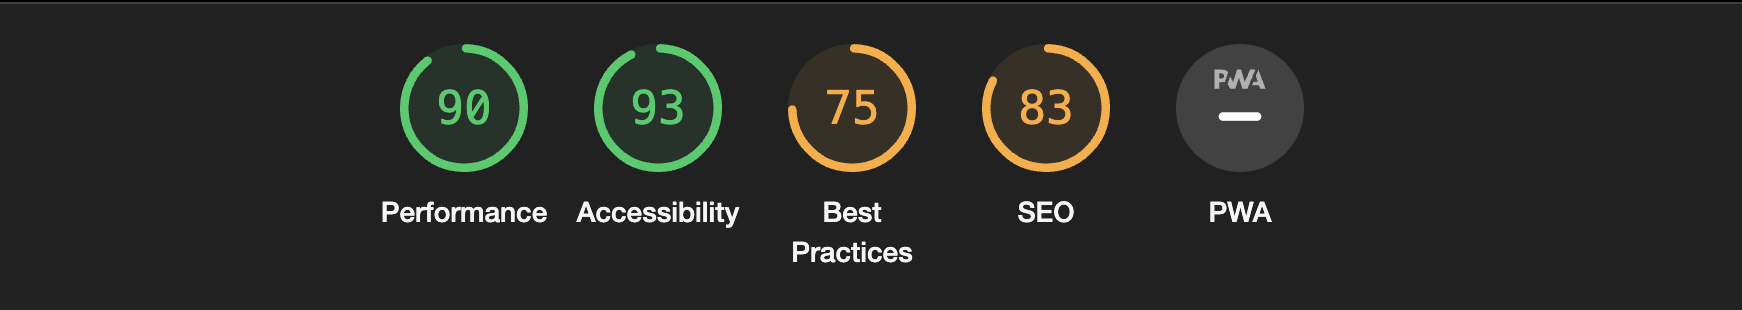 90
93
75
83
PWA
Performance
Accessibility
Best
Practices
SEO
PWA